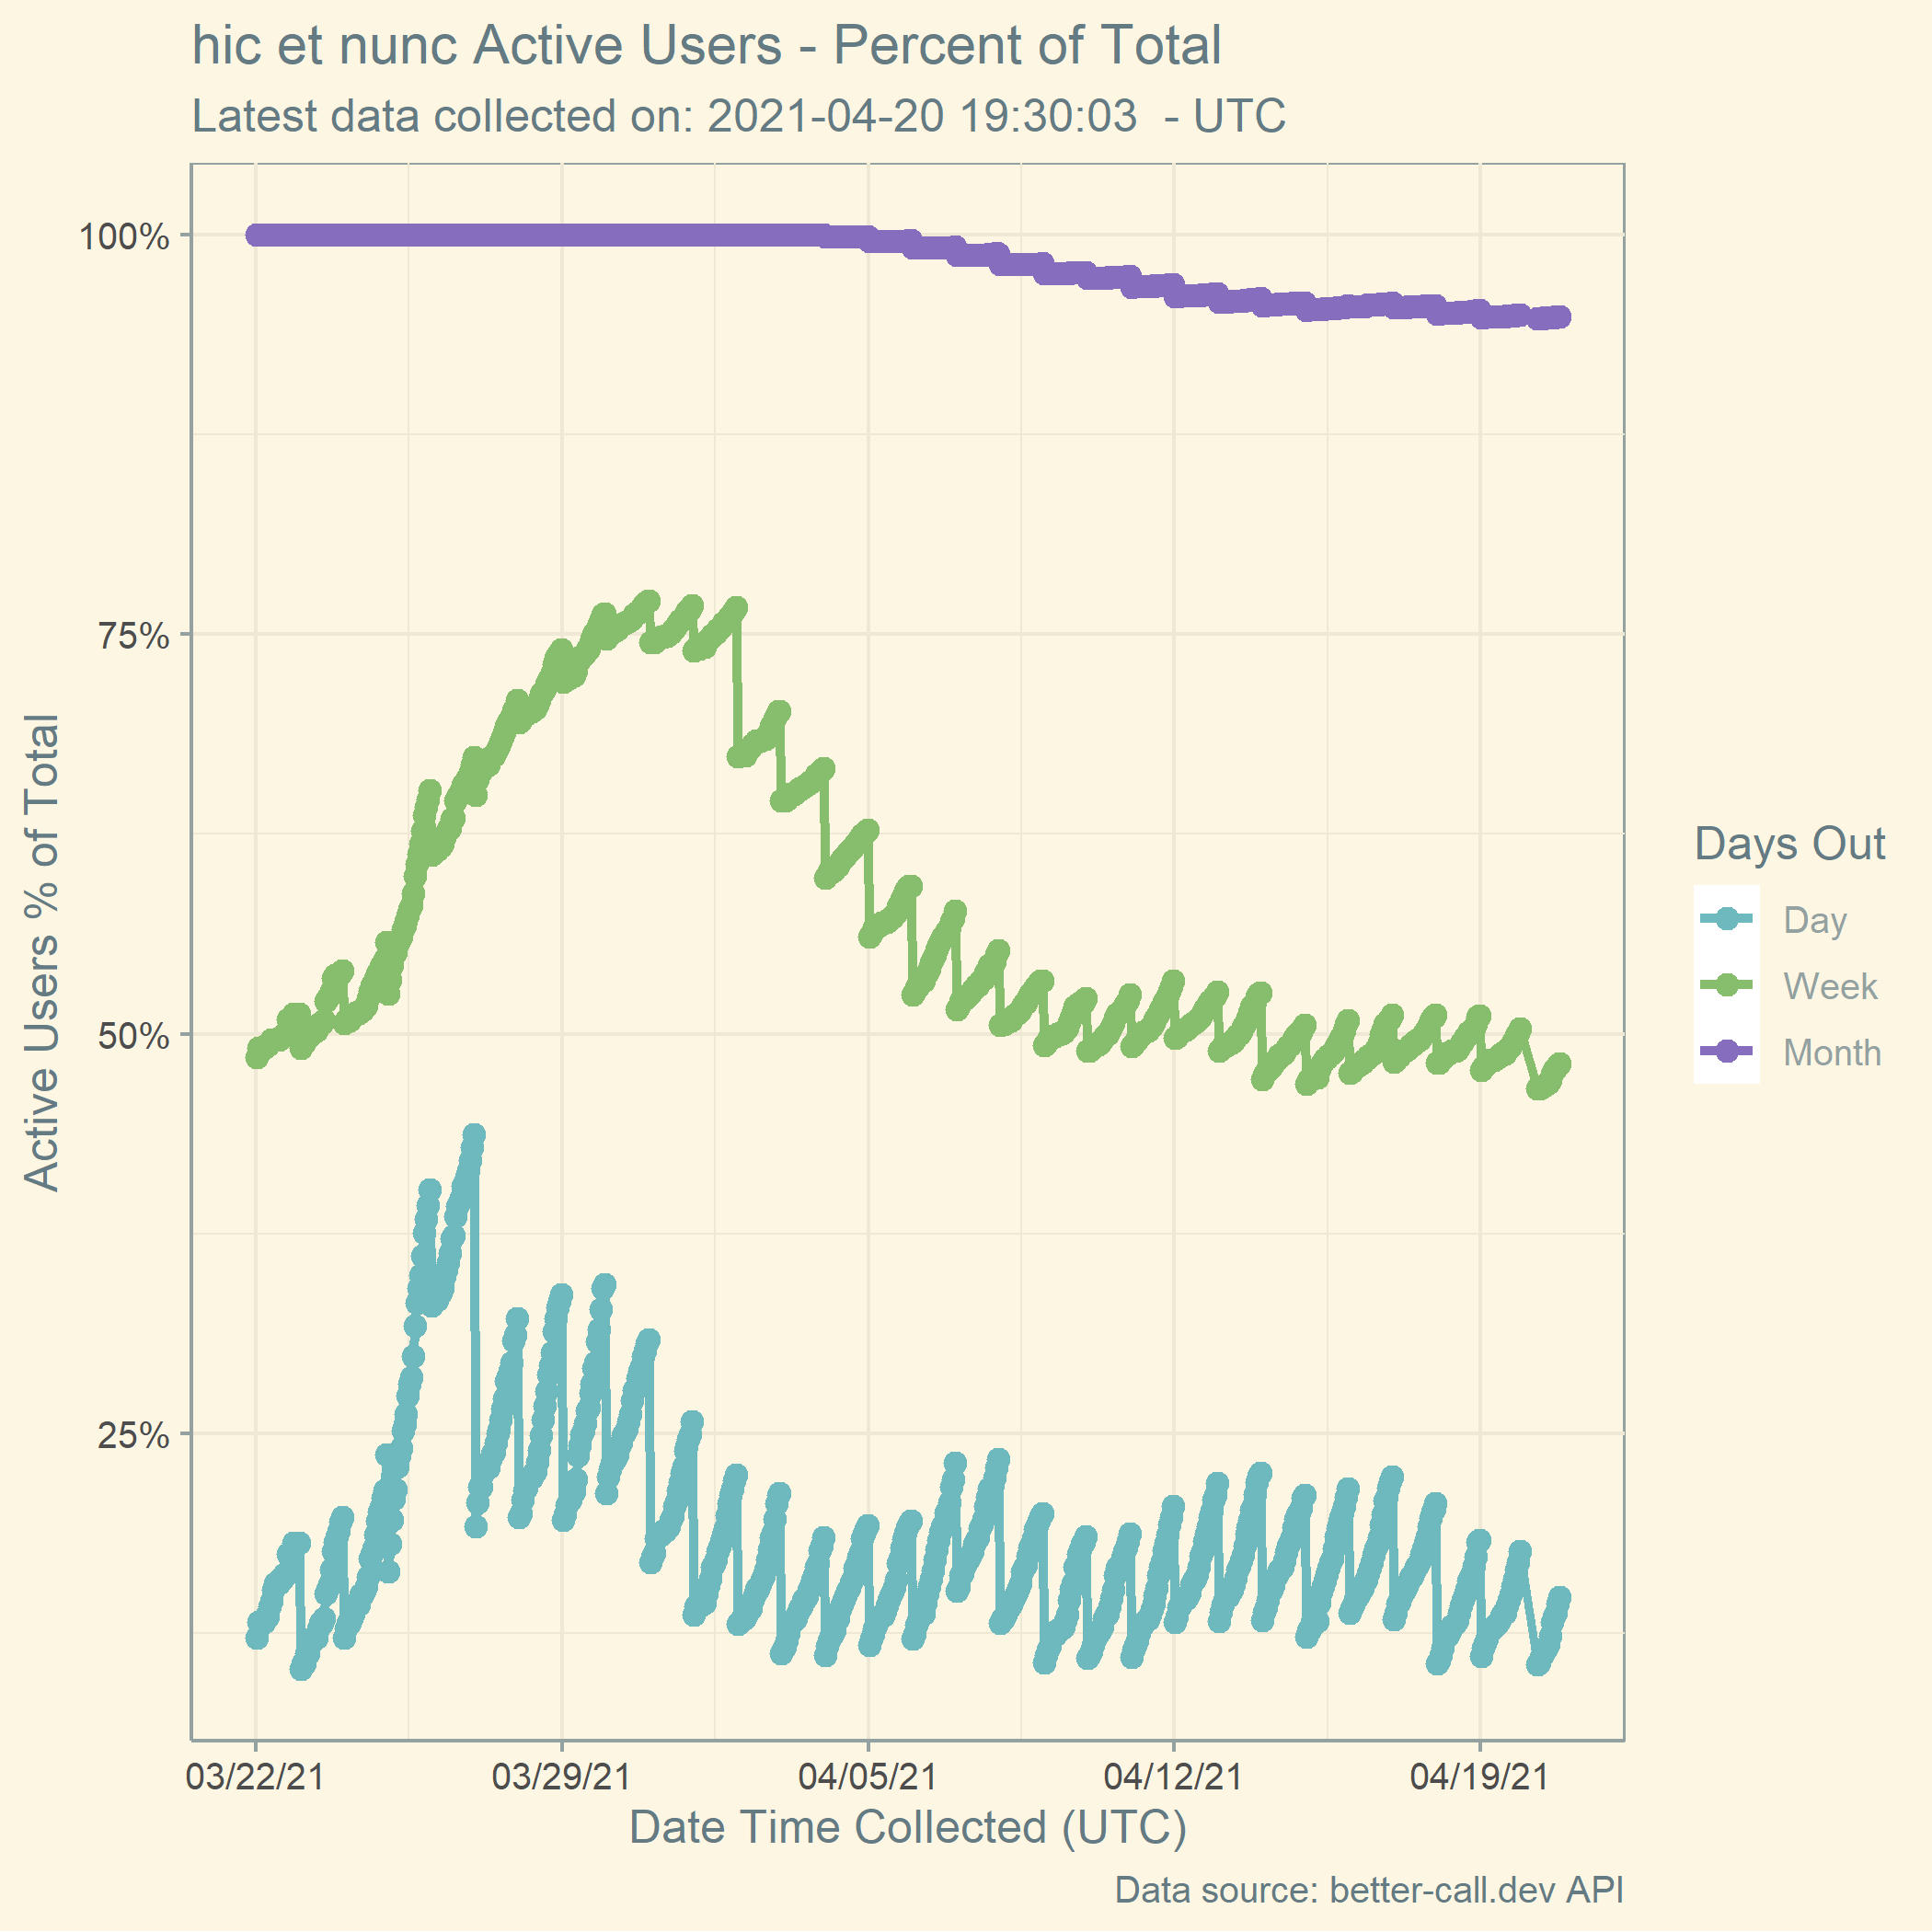 hic et nunc Active Users - Percent of Total
Latest data collected on: 2021-04-20 19:30:03  - UTC
Active Users % of Total
100%
75%
50%
25%
03/22/21
03/29/21
04/05/21
04/12/21
04/19/21
Date Time Collected (UTC)
Days Out
Day
Week
Month
Data source: better-call.dev API